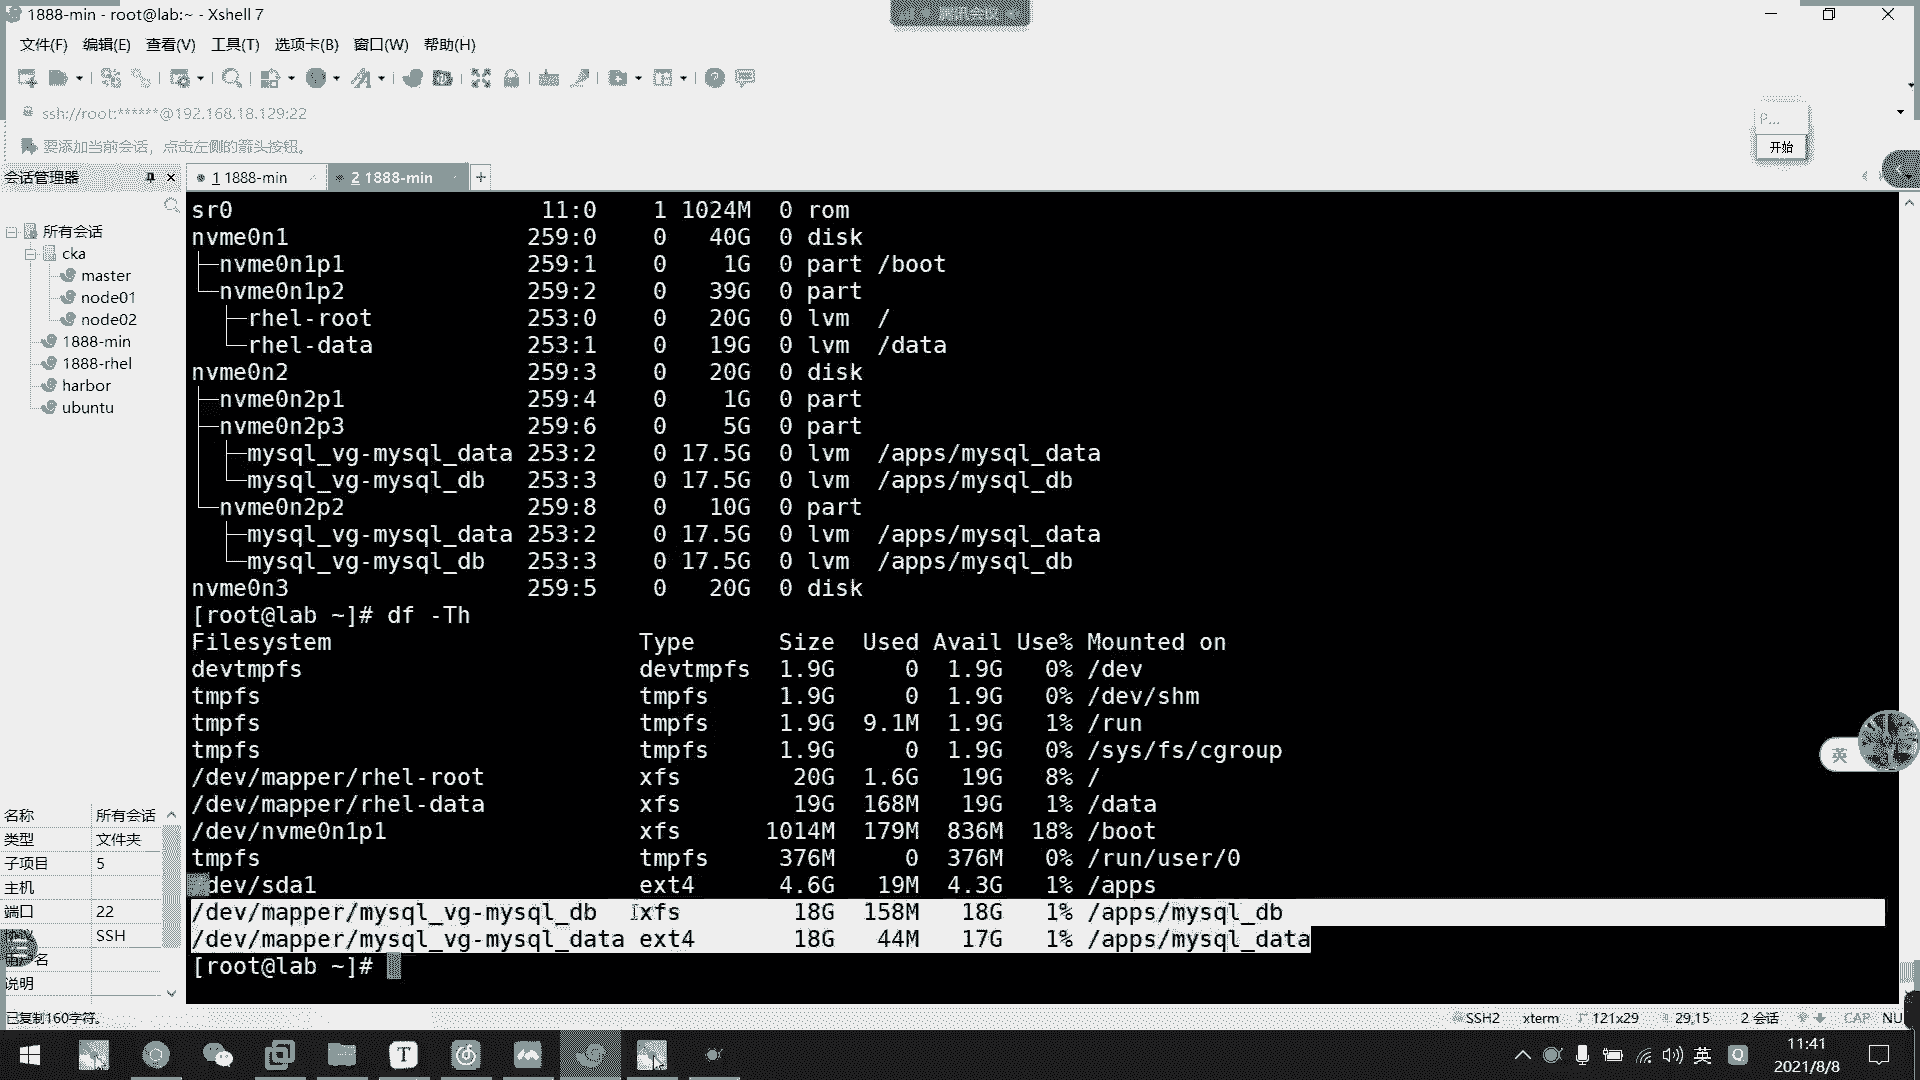 1888-min - root@lab:~ - Xshell 7
腾讯会议
文件(F) 编辑(E) 查看(V) 工具(T) 选项卡(B) 窗口(W) 帮助(H)
ssh://root:******@192.168.18.129:22
P...
要添加当前会话，点击左侧的箭头按钮。
开始
会话管理器
1 1888-min
2 1888-min
+
所有会话
cka
master
node01
node02
1888-min
1888-rhel
harbor
ubuntu
sr0 11:0 1 1024M 0 rom
nvme0n1 259:0 0 40G 0 disk
├─nvme0n1p1 259:1 0 1G 0 part /boot
└─nvme0n1p2 259:2 0 39G 0 part
├─rhel-root 253:0 0 20G 0 lvm /
└─rhel-data 253:1 0 19G 0 lvm /data
nvme0n2 259:3 0 20G 0 disk
├─nvme0n2p1 259:4 0 1G 0 part
├─nvme0n2p3 259:6 0 5G 0 part
│ ├─mysql_vg-mysql_data 253:2 0 17.5G 0 lvm /apps/mysql_data
│ └─mysql_vg-mysql_db 253:3 0 17.5G 0 lvm /apps/mysql_db
└─nvme0n2p2 259:8 0 10G 0 part
├─mysql_vg-mysql_data 253:2 0 17.5G 0 lvm /apps/mysql_data
└─mysql_vg-mysql_db 253:3 0 17.5G 0 lvm /apps/mysql_db
nvme0n3 259:5 0 20G 0 disk
[root@lab ~]# df -Th
Filesystem Type Size Used Avail Use% Mounted on
devtmpfs devtmpfs 1.9G 0 1.9G 0% /dev
tmpfs tmpfs 1.9G 0 1.9G 0% /dev/shm
tmpfs tmpfs 1.9G 9.1M 1.9G 1% /run
tmpfs tmpfs 1.9G 0 1.9G 0% /sys/fs/cgroup
/dev/mapper/rhel-root xfs 20G 1.6G 19G 8% /
/dev/mapper/rhel-data xfs 19G 168M 19G 1% /data
/dev/nvme0n1p1 xfs 1014M 179M 836M 18% /boot
tmpfs tmpfs 376M 0 376M 0% /run/user/0
/dev/sda1 ext4 4.6G 19M 4.3G 1% /apps
/dev/mapper/mysql_vg-mysql_db xfs 18G 158M 18G 1% /apps/mysql_db
/dev/mapper/mysql_vg-mysql_data ext4 18G 44M 17G 1% /apps/mysql_data
[root@lab ~]#
英
名称 所有会话
类型 文件夹
子项目 5
主机
端口 22
SSH
说明
已复制160字符。
SSH2 xterm 121x29 29,15 2 会话 CAP NU
T
英
11:41
2021/8/8